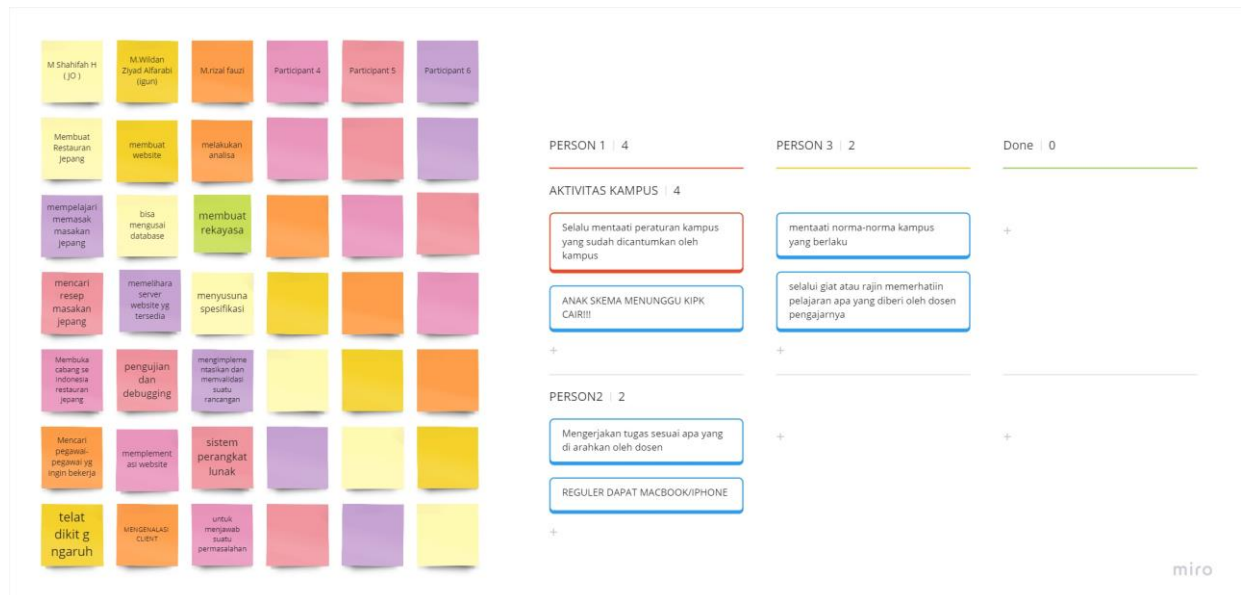 M Shahifah H
( JO )
M.Wildan
Ziyad Alfarabi
(igun)
M.rizal fauzi
Participant 4
Participant 5
Participant 6
Membuat
Restauran
jepang
membuat
website
melakukan
analisa
mempelajari
memasak
masakan
jepang
bisa
mengusai
database
membuat
rekayasa
mencari
resep
masakan
jepang
memelihara
server
website yg
tersedia
menyusuna
spesifikasi
Membuka
cabang se
indonesia
restauran
jepang
pengujian
dan
debugging
mengimpleme
ntasikan dan
memvalidasi
suatu
rancangan
Mencari
pegawai-
pegawai yg
ingin bekerja
memplement
asi website
sistem
perangkat
lunak
telat
dikit g
ngaruh
MENGENALASI
CLIENT
untuk
menjawab
suatu
permasalahan
PERSON 1 | 4
PERSON 3 | 2
Done | 0
AKTIVITAS KAMPUS | 4
Selalu mentaati peraturan kampus
yang sudah dicantumkan oleh
kampus
mentaati norma-norma kampus
yang berlaku
ANAK SKEMA MENUNGGU KIPK
CAIR!!!
selalui giat atau rajin memerhatiin
pelajaran apa yang diberi oleh dosen
pengajarnya
PERSON2 | 2
Mengerjakan tugas sesuai apa yang
di arahkan oleh dosen
REGULER DAPAT MACBOOK/IPHONE
miro